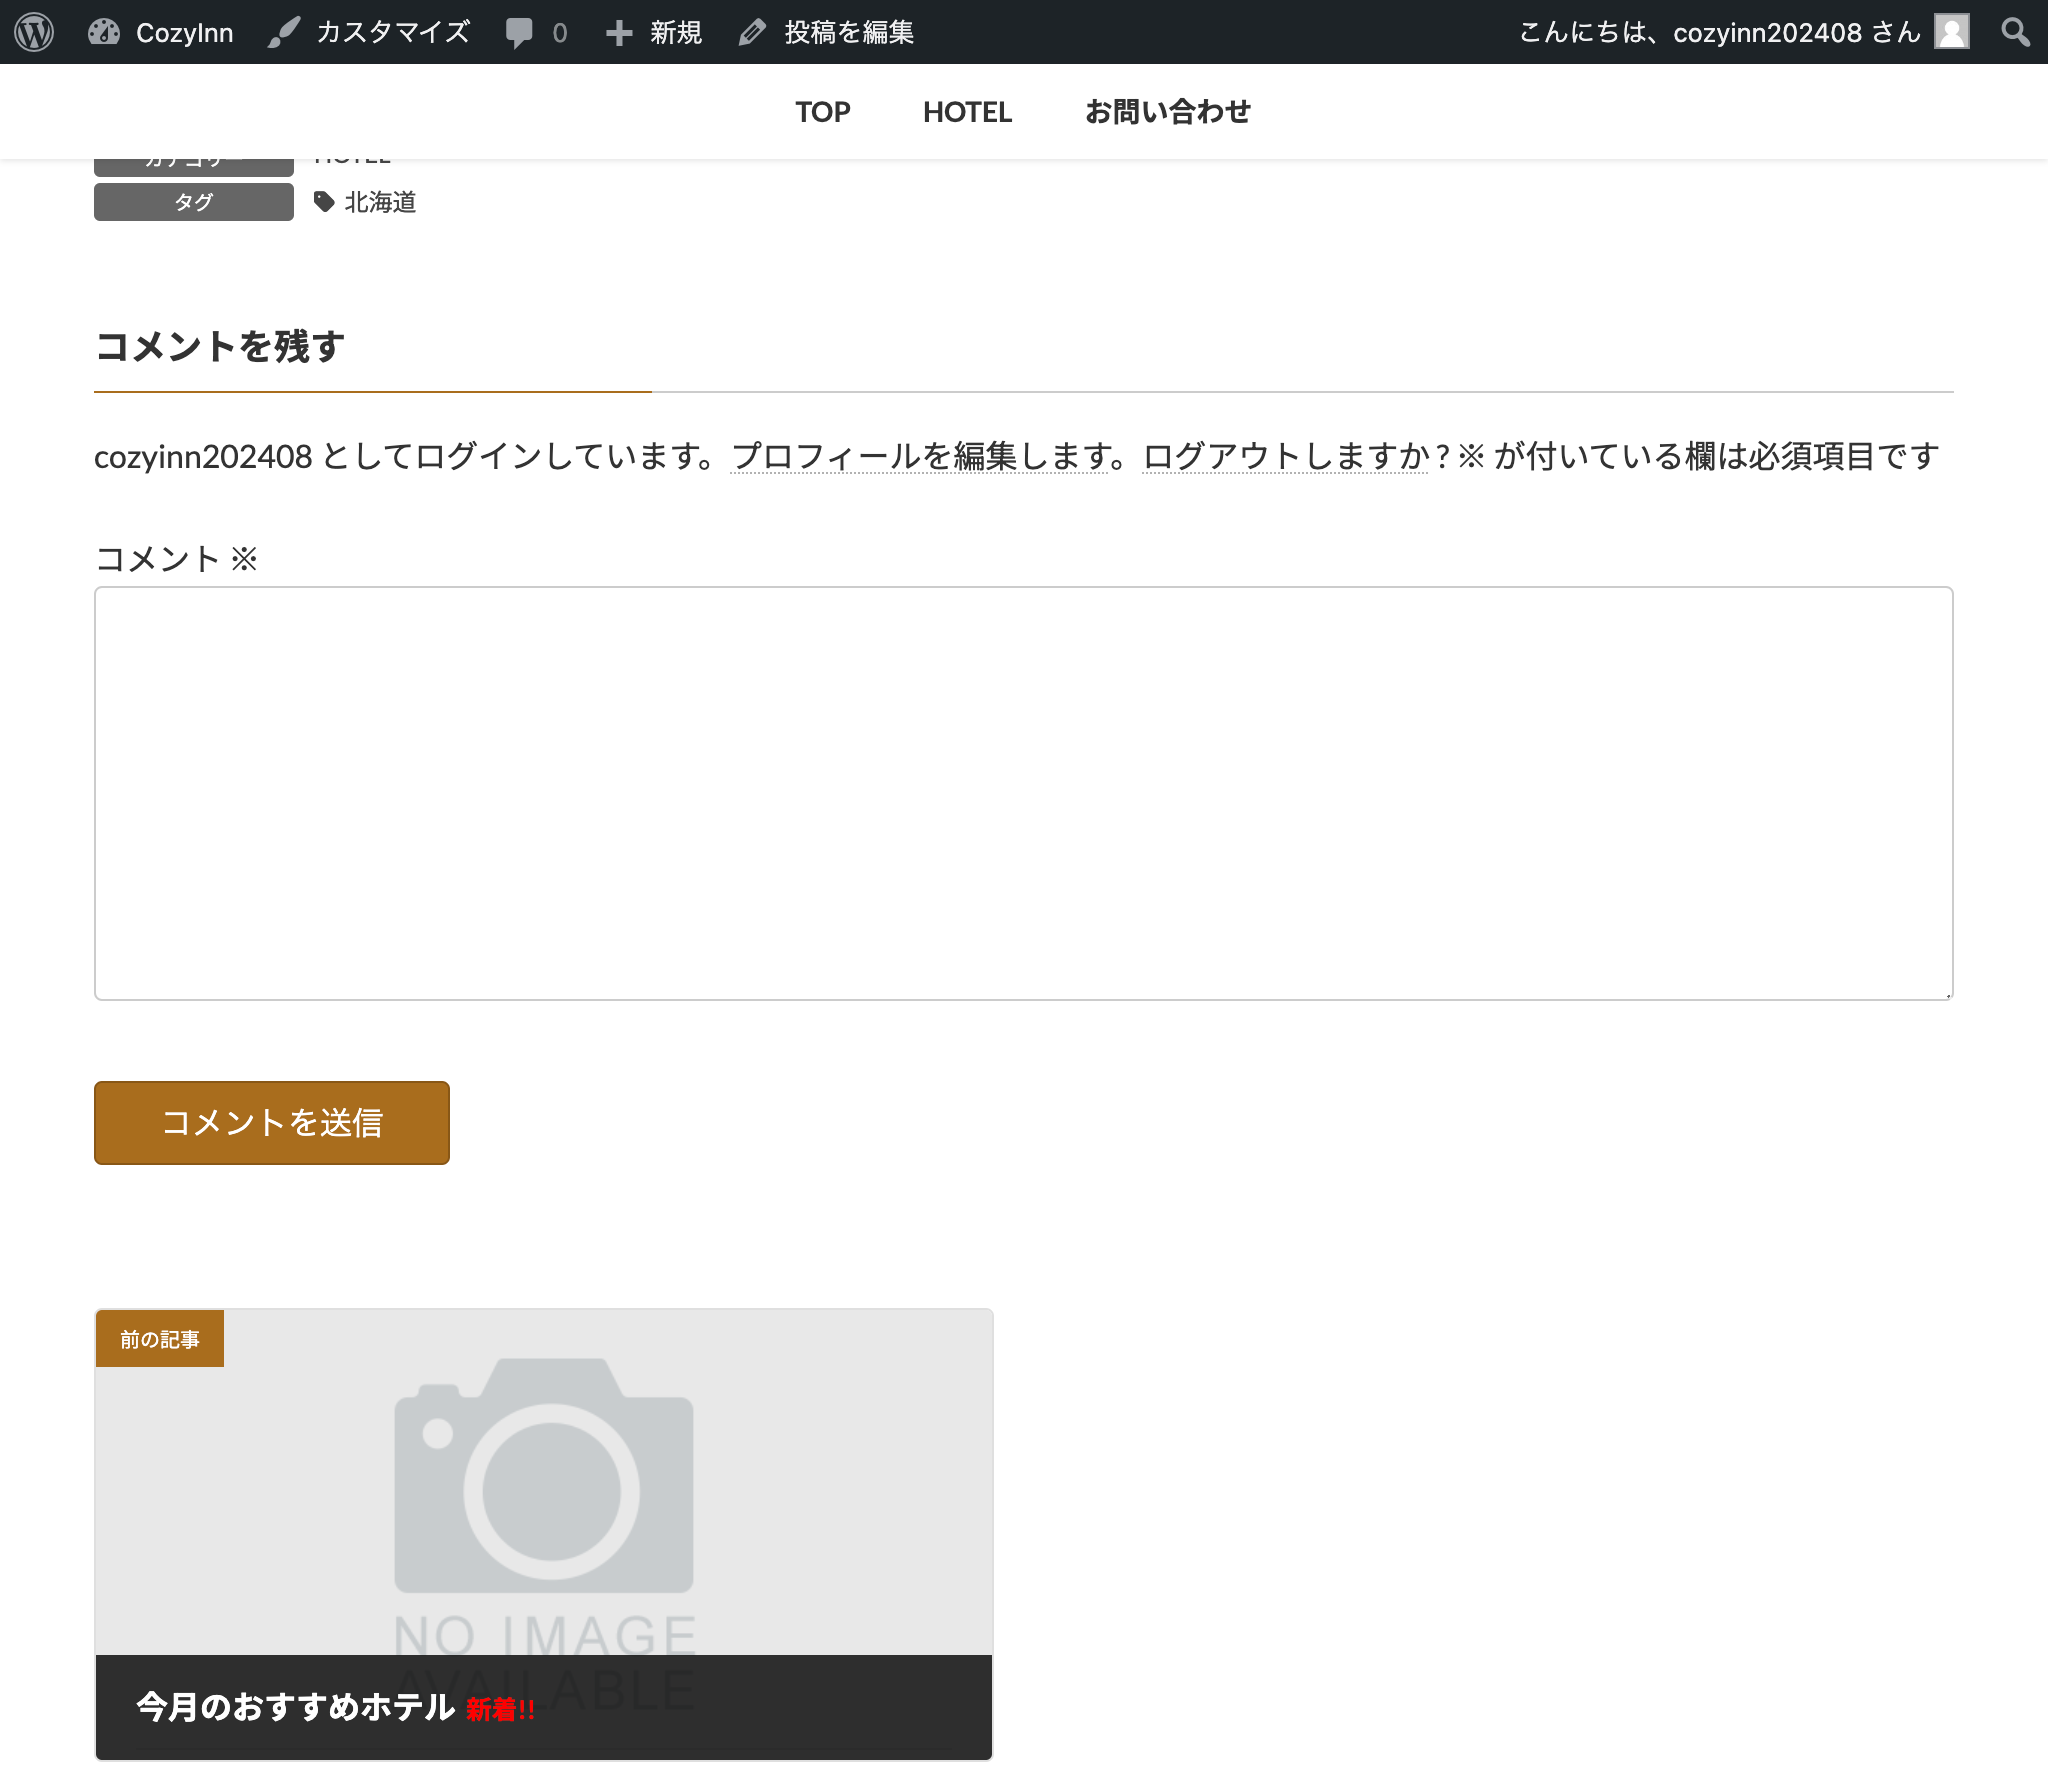 CozyInn カスタマイズ 0 新規 投稿を編集 こんにちは、cozyinn202408 さん
TOP HOTEL お問い合わせ
カテゴリー HOTEL
タグ 北海道
コメントを残す
cozyinn202408 としてログインしています。プロフィールを編集します。ログアウトしますか ? ※ が付いている欄は必須項目です
コメント ※
コメントを送信
前の記事
NO IMAGE
AVAILABLE
今月のおすすめホテル 新着!!